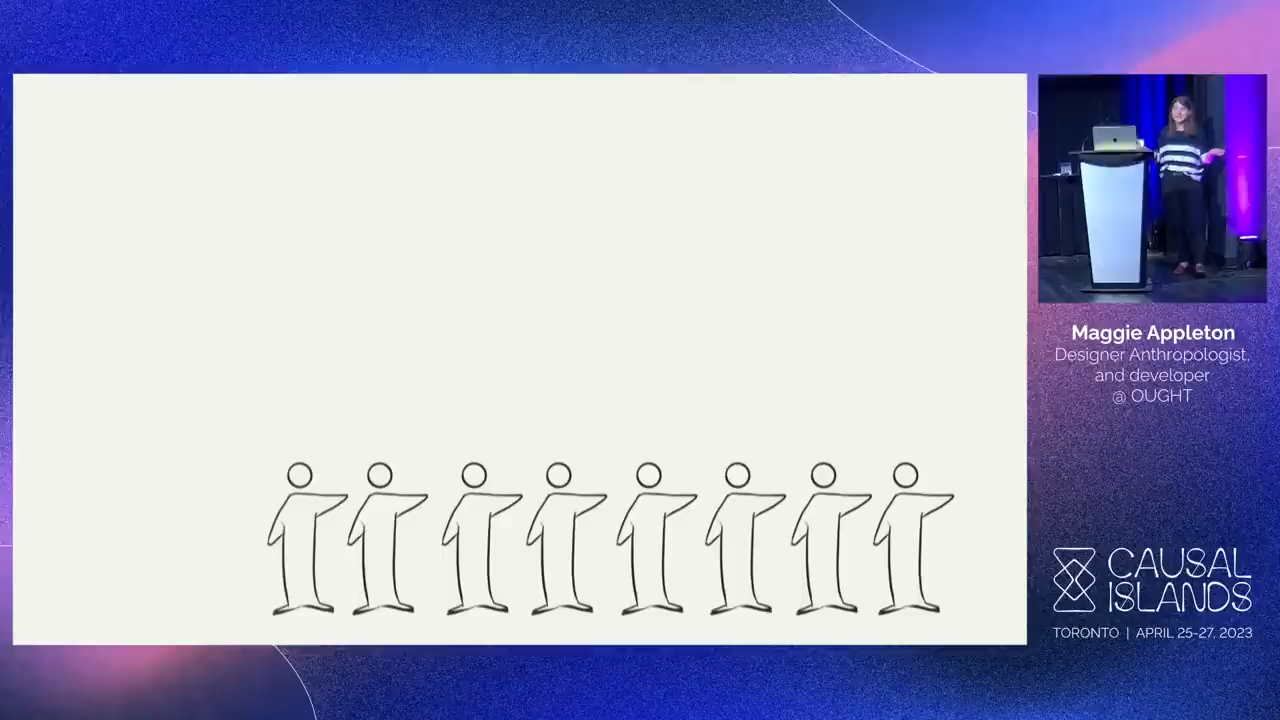 Maggie Appleton
Designer Anthropologist,
and developer
@ OUGHT
CAUSAL
ISLANDS
TORONTO | APRIL 25-27, 2023